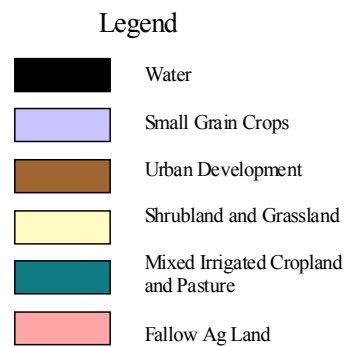 Legend
Water
Small Grain Crops
Urban Development
Shrubland and Grassland
Mixed Irrigated Cropland
and Pasture
Fallow Ag Land